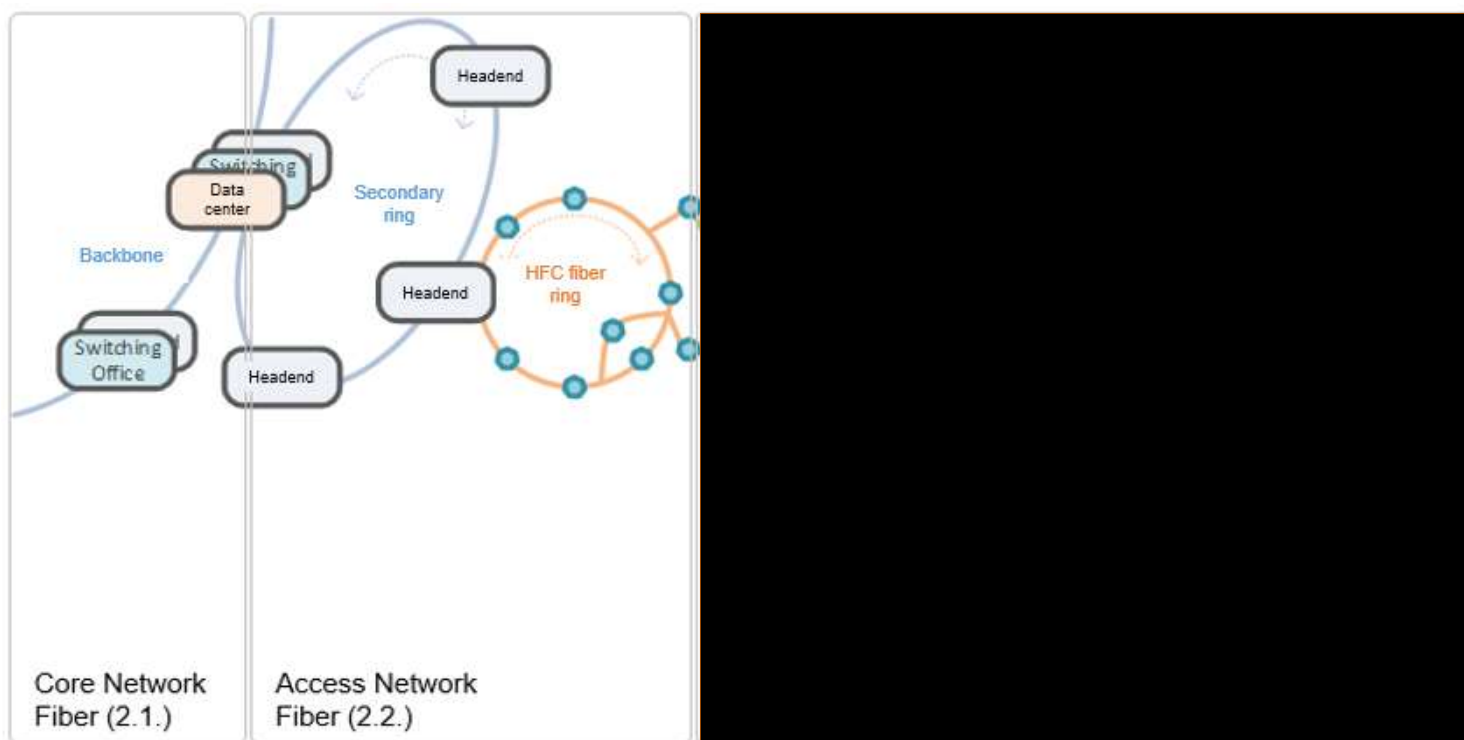 Headend
Switching
Data
center
Secondary
ring
Backbone
HFC fiber
ring
Headend
Switching
Office
Headend
Core Network
Fiber (2.1.)
Access Network
Fiber (2.2.)